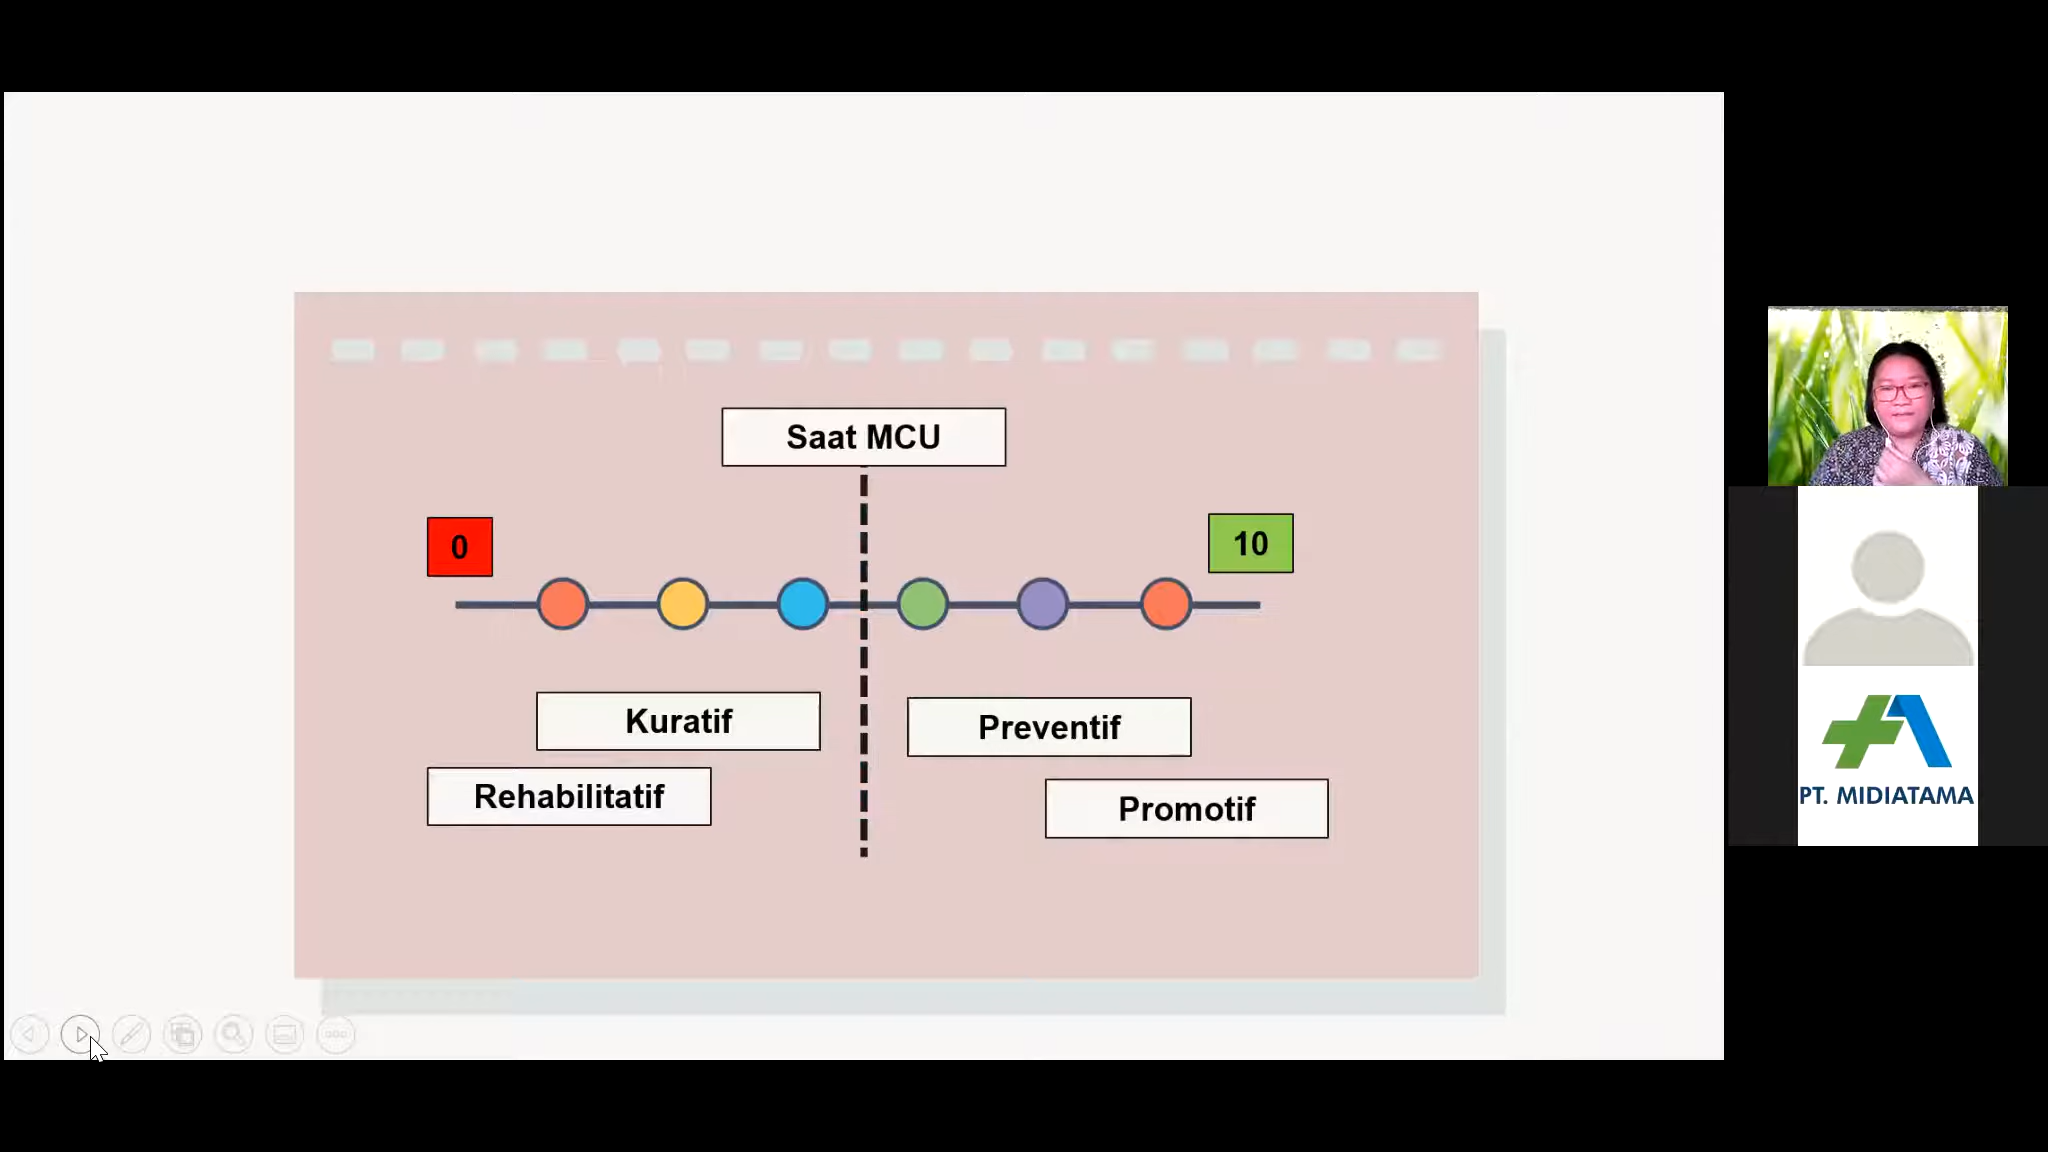 Saat MCU
0
10
Kuratif
Preventif
Rehabilitatif
Promotif
PT. MIDIATAMA